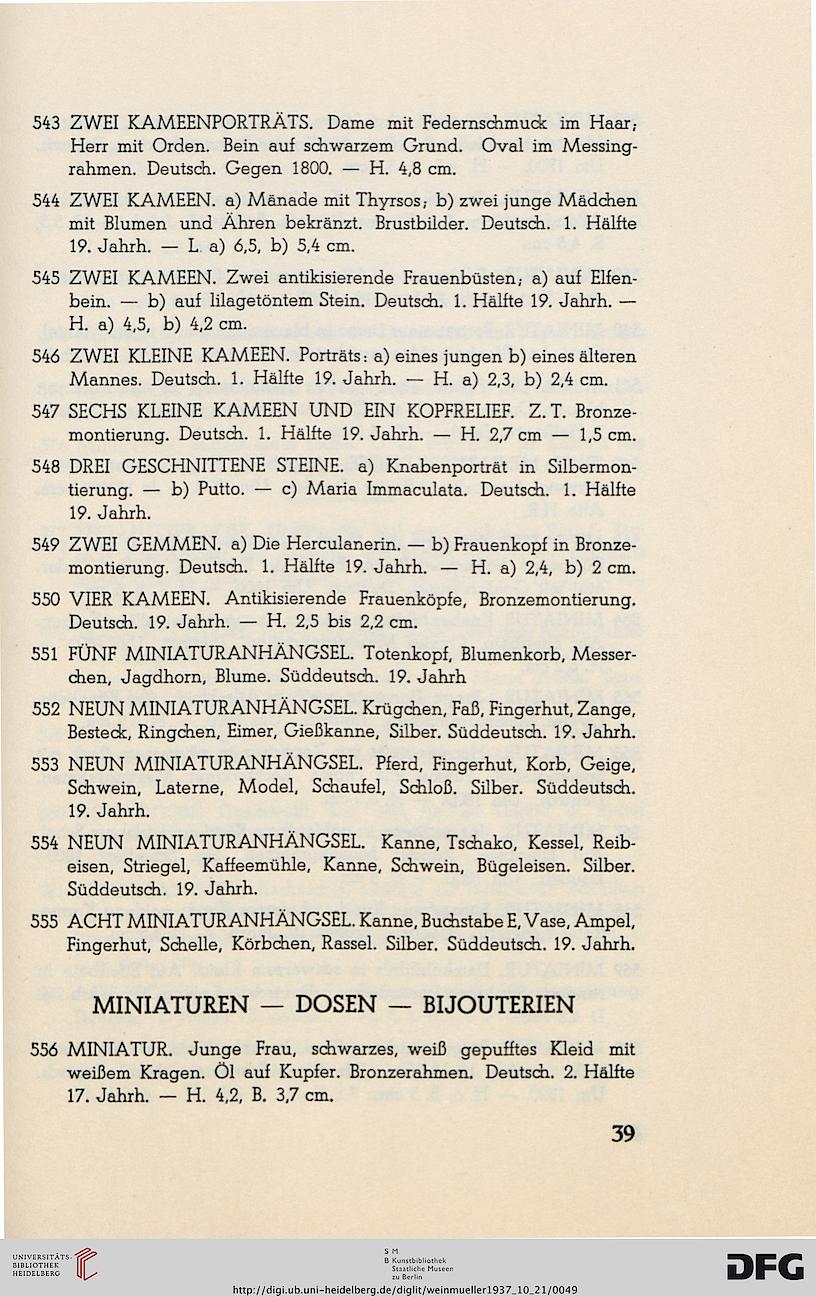 543 ZWEI KAMEENPORTRÄTS. Dame mit Federnschmuck im Haar;
Herr mit Orden. Bein auf schwarzem Grund. Oval im Messing-
rahmen. Deutsch. Gegen 1800. — H. 4,8 cm.
544 ZWEI KAMEEN. a) Mänade mit Thyrsos; b) zwei junge Mädchen
mit Blumen und Ähren bekränzt. Brustbilder. Deutsch. 1. Hälfte
19. Jahrh. — L. a) 6,5, b) 5,4 cm.
545 ZWEI KAMEEN. Zwei antikisierende Frauenbüsten; a) auf Elfen-
bein. — b) auf lilagetöntem Stein. Deutsch. 1. Hälfte 19. Jahrh. —
H. a) 4,5, b) 4,2 cm.
546 ZWEI KLEINE KAMEEN. Porträts: a) eines jungen b) eines älteren
Mannes. Deutsch. 1. Hälfte 19. Jahrh. — H. a) 2,3, b) 2,4 cm.
547 SECHS KLEINE KAMEEN UND EIN KOPFRELIEF. Z. T. Bronze-
montierung. Deutsch. 1. Hälfte 19. Jahrh. — H. 2,7 cm — 1,5 cm.
548 DREI GESCHNITTENE STEINE. a) Knabenporträt in Silbermon-
tierung. — b) Putto. — c) Maria Immaculata. Deutsch. 1. Hälfte
19. Jahrh.
549 ZWEI GEMMEN. a) Die Herculanerin. — b) Frauenkopf in Bronze-
montierung. Deutsch. 1. Hälfte 19. Jahrh. — H. a) 2,4, b) 2 cm.
550 VIER KAMEEN. Antikisierende Frauenköpfe, Bronzemontierung.
Deutsch. 19. Jahrh. — H. 2,5 bis 2,2 cm.
551 FÜNF MINIATURANHÄNGSEL. Totenkopf, Blumenkorb, Messer-
chen, Jagdhorn, Blume. Süddeutsch. 19. Jahrh
552 NEUN MINIATURANHÄNGSEL. Krügchen, Faß, Fingerhut, Zange,
Besteck, Ringchen, Eimer, Gießkanne, Silber. Süddeutsch. 19. Jahrh.
553 NEUN MINIATURANHÄNGSEL. Pferd, Fingerhut, Korb, Geige,
Schwein, Laterne, Model, Schaufel, Schloß. Silber. Süddeutsch.
19. Jahrh.
554 NEUN MINIATURANHÄNGSEL. Kanne, Tschako, Kessel, Reib-
eisen, Striegel, Kaffeemühle, Kanne, Schwein, Bügeleisen. Silber.
Süddeutsch. 19. Jahrh.
555 ACHT MINIATURANHÄNGSEL. Kanne, Buchstabe E, Vase, Ampel,
Fingerhut, Schelle, Körbchen, Rassel. Silber. Süddeutsch. 19. Jahrh.
MINIATUREN — DOSEN — BIJOUTERIEN
556 MINIATUR. Junge Frau, schwarzes, weiß gepufftes Kleid mit
weißem Kragen. Öl auf Kupfer. Bronzerahmen. Deutsch. 2. Hälfte
17. Jahrh. — H. 4,2, B. 3,7 cm.
39
UNIVERSITÄTS-
BIBLIOTHEK
HEIDELBERG
S M
B Kunstbibliothek
Staatliche Museen
zu Berlin
DFG
http://digi.ub.uni-heidelberg.de/diglit/weinmueller1937_10_21/0049